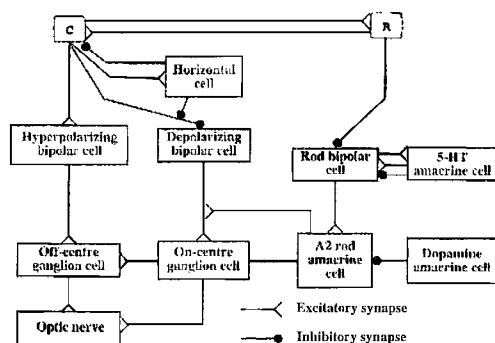 C
R
Horizontal
cell
Hyperpolarizing
bipolar cell
Depolarizing
bipolar cell
Rod bipolar
cell
5-HT
amacrine cell
Off-centre
ganglion cell
On-centre
ganglion cell
A2 rod
amacrine
cell
Dopamine
amacrine cell
Optic nerve
Excitatory synapse
Inhibitory synapse